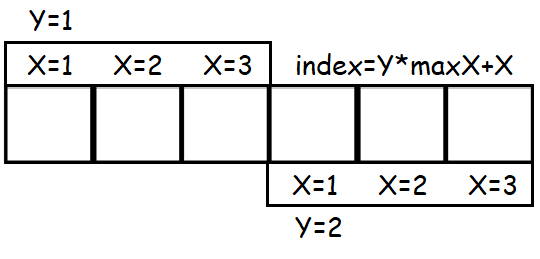 Y=1
X=1 X=2 X=3
index=Y*maxX+X
X=1 X=2 X=3
Y=2